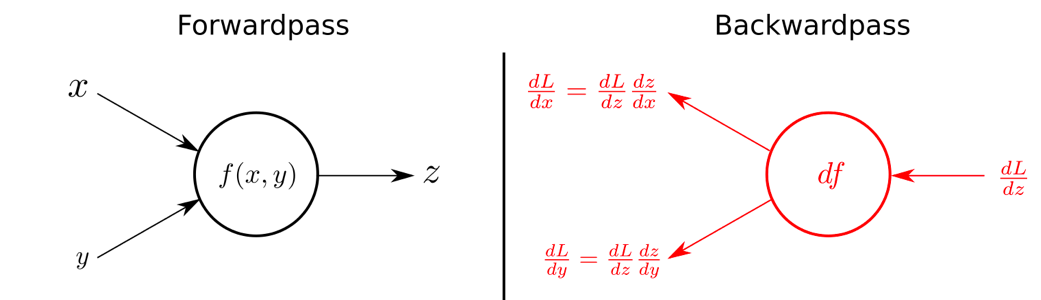 Forwardpass
x
f(x, y)
z
y
Backwardpass
dL/dx = dL/dz dz/dx
df
dL/dz
dL/dy = dL/dz dz/dy